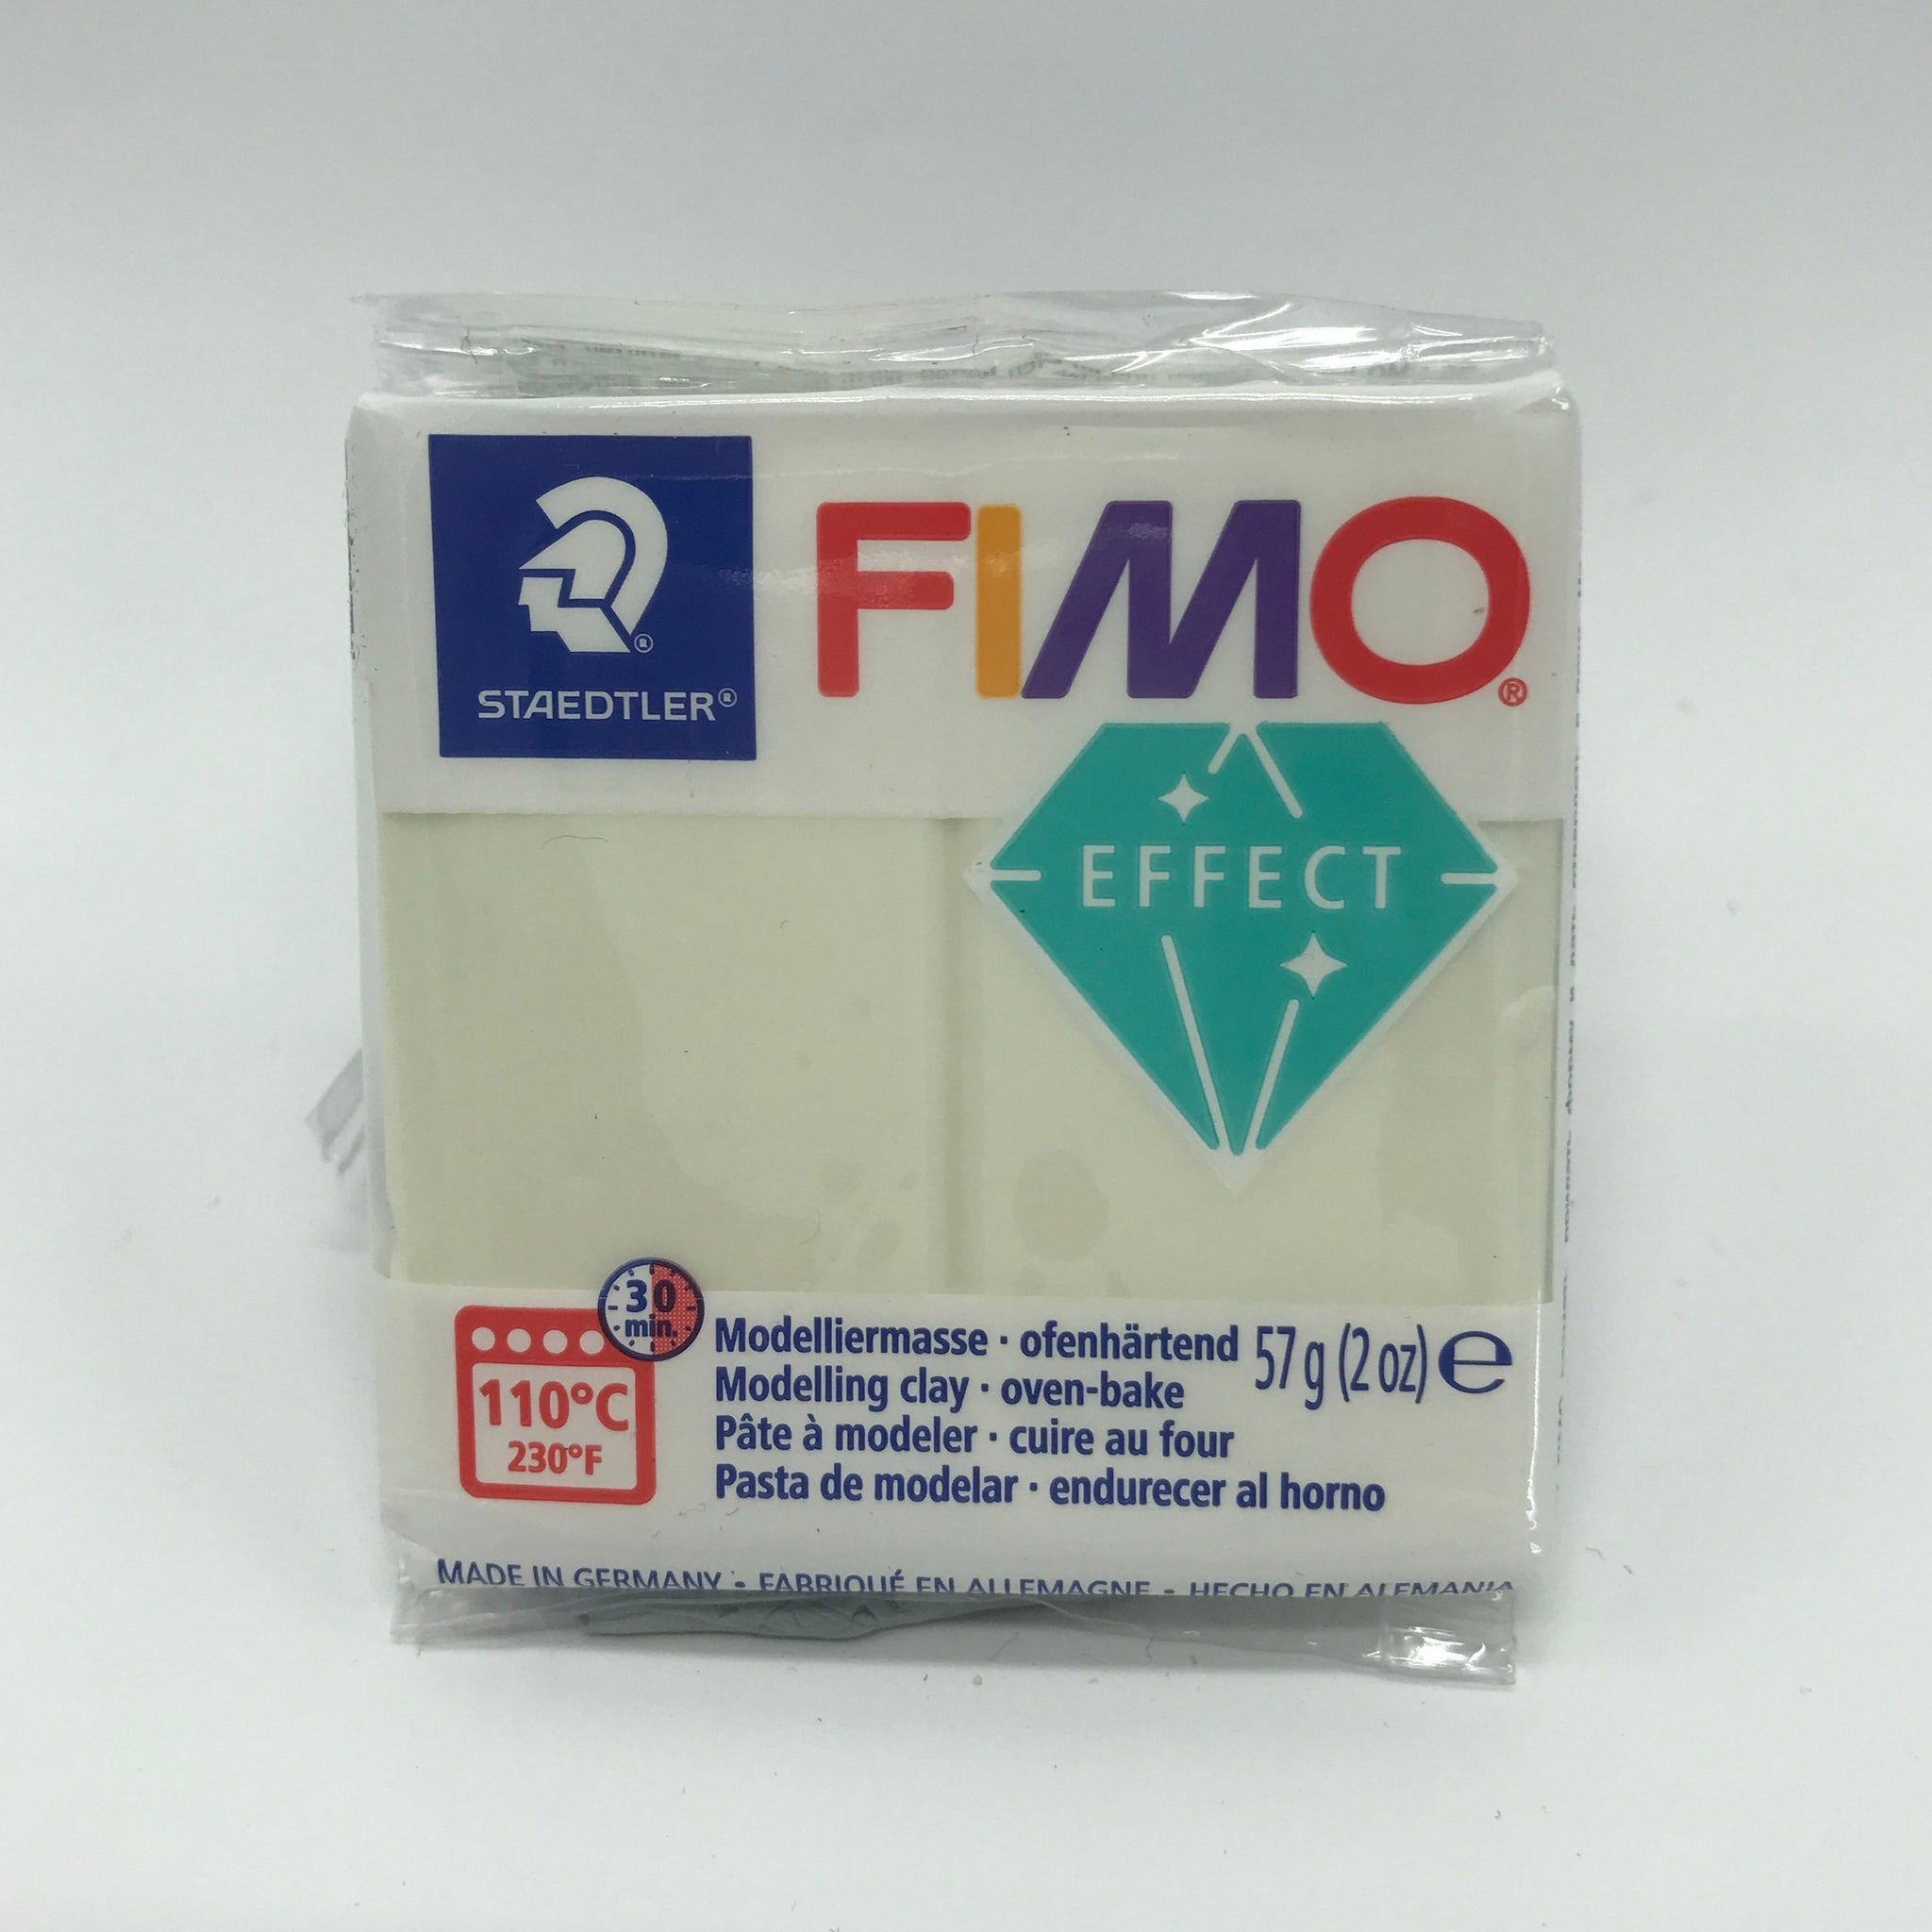 STAEDTLER®
FIMO®
EFFECT
30
min.
110°C
230°F
Modelliermasse · ofenhärtend 57 g (2 oz) ℮
Modelling clay · oven-bake
Pâte à modeler · cuire au four
Pasta de modelar · endurecer al horno
MADE IN GERMANY · FABRIQUÉ EN ALLEMAGNE · HECHO EN ALEMANIA